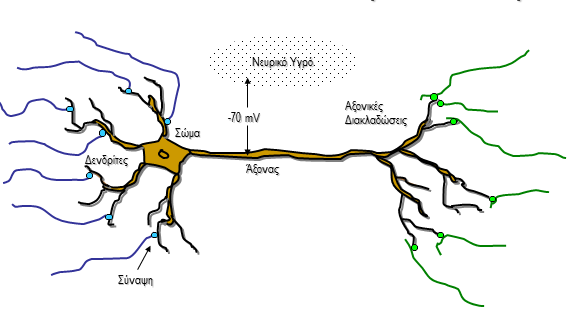 Νευρικό Υγρό
-70 mV
Αξονικές
Διακλαδώσεις
Σώμα
Δενδρίτες
Άξονας
Σύναψη